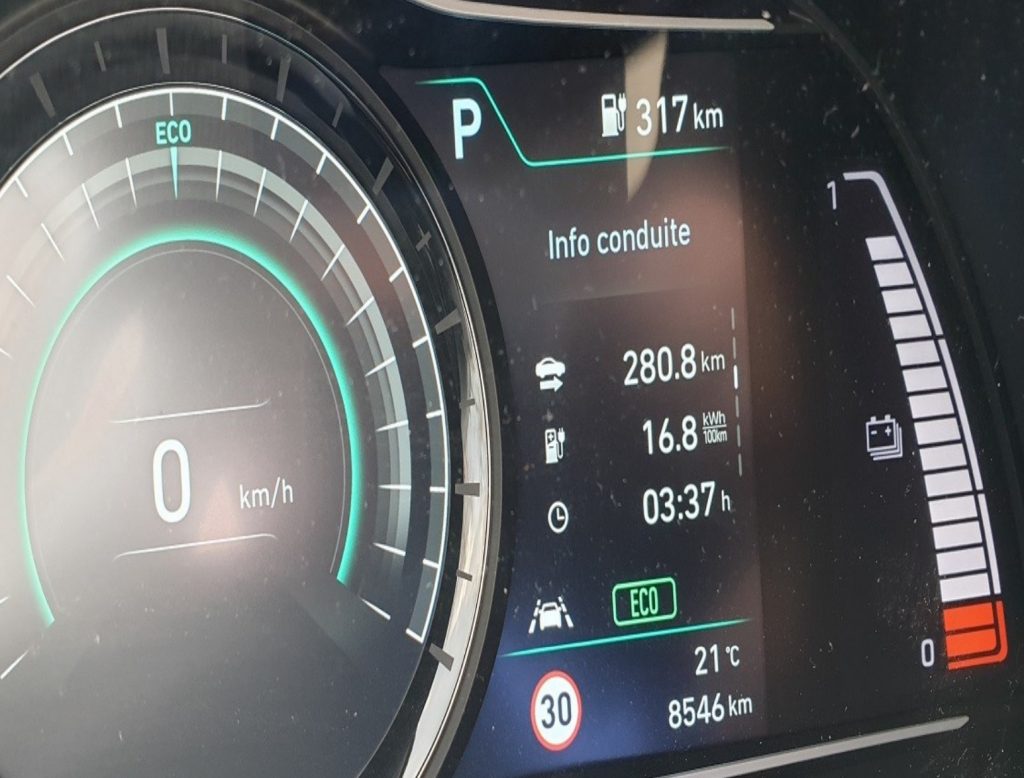 P
317 km
ECO
Info conduite
1
280.8 km
16.8 kWh/100km
03:37 h
0 km/h
ECO
21 °C
0
30
8546 km